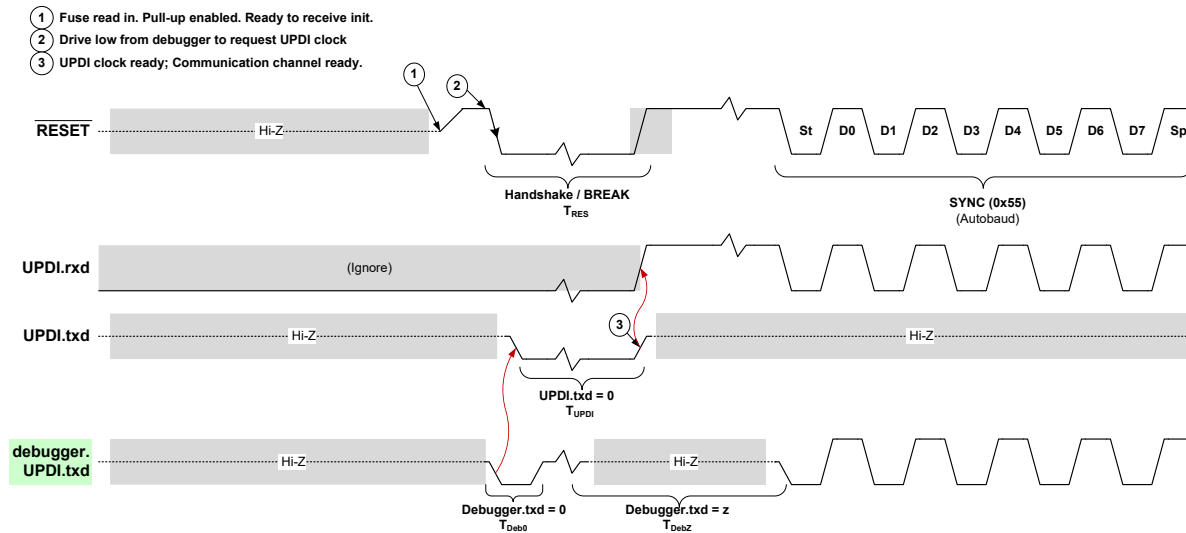 1 Fuse read in. Pull-up enabled. Ready to receive init.
2 Drive low from debugger to request UPDI clock
3 UPDI clock ready; Communication channel ready.
1
2
RESET
Hi-Z
St D0 D1 D2 D3 D4 D5 D6 D7 Sp
Handshake / BREAK
TRES
SYNC (0x55)
(Autobaud)
UPDI.rxd
(Ignore)
UPDI.txd
Hi-Z
3
Hi-Z
UPDI.txd = 0
TUPDI
debugger.
UPDI.txd
Hi-Z
Hi-Z
Debugger.txd = 0
TDeb0
Debugger.txd = z
TDebZ